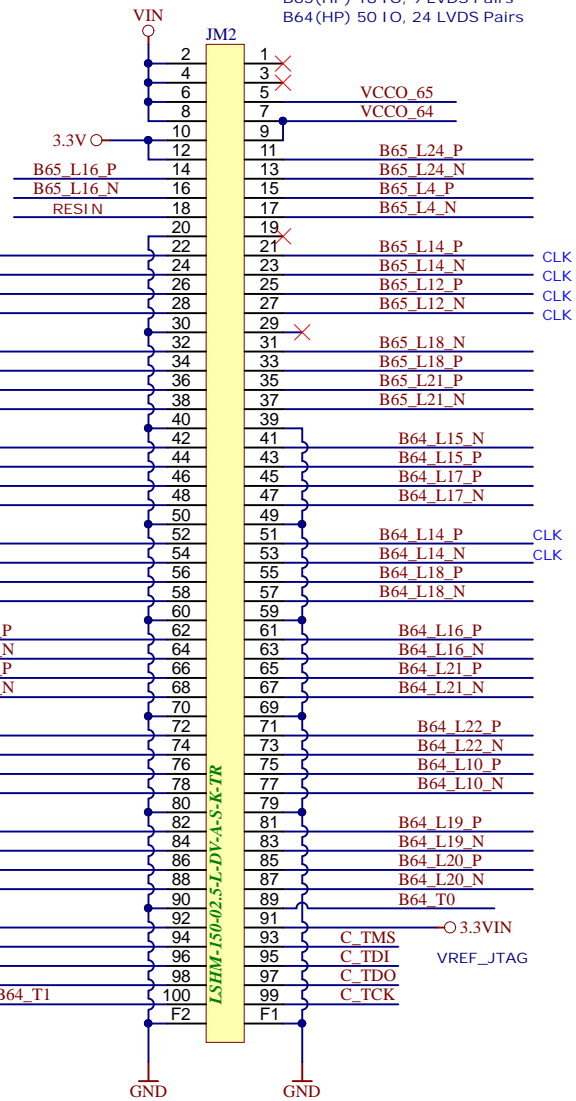 B64(HP) 50 IO, 24 LVDS Pairs
VIN
JM2
2 1
4 3
6 5 VCCO_65
8 7 VCCO_64
3.3V 10 9
12 11 B65_L24_P
B65_L16_P 14 13 B65_L24_N
B65_L16_N 16 15 B65_L4_P
RESIN 18 17 B65_L4_N
20 19
22 21 B65_L14_P CLK
24 23 B65_L14_N CLK
26 25 B65_L12_P CLK
28 27 B65_L12_N CLK
30 29
32 31 B65_L18_N
34 33 B65_L18_P
36 35 B65_L21_P
38 37 B65_L21_N
40 39
42 41 B64_L15_N
44 43 B64_L15_P
46 45 B64_L17_P
48 47 B64_L17_N
50 49
52 51 B64_L14_P CLK
54 53 B64_L14_N CLK
56 55 B64_L18_P
58 57 B64_L18_N
60 59
P 62 61 B64_L16_P
N 64 63 B64_L16_N
P 66 65 B64_L21_P
N 68 67 B64_L21_N
70 69
72 71 B64_L22_P
74 73 B64_L22_N
76 75 B64_L10_P
78 77 B64_L10_N
80 79
82 81 B64_L19_P
84 83 B64_L19_N
86 85 B64_L20_P
88 87 B64_L20_N
90 89 B64_T0
92 91 3.3VIN
94 93 C_TMS
96 95 C_TDI VREF_JTAG
98 97 C_TDO
B64_T1 100 99 C_TCK
F2 F1
LSHM-150-02.5-L-DV-A-S-K-TR
GND GND